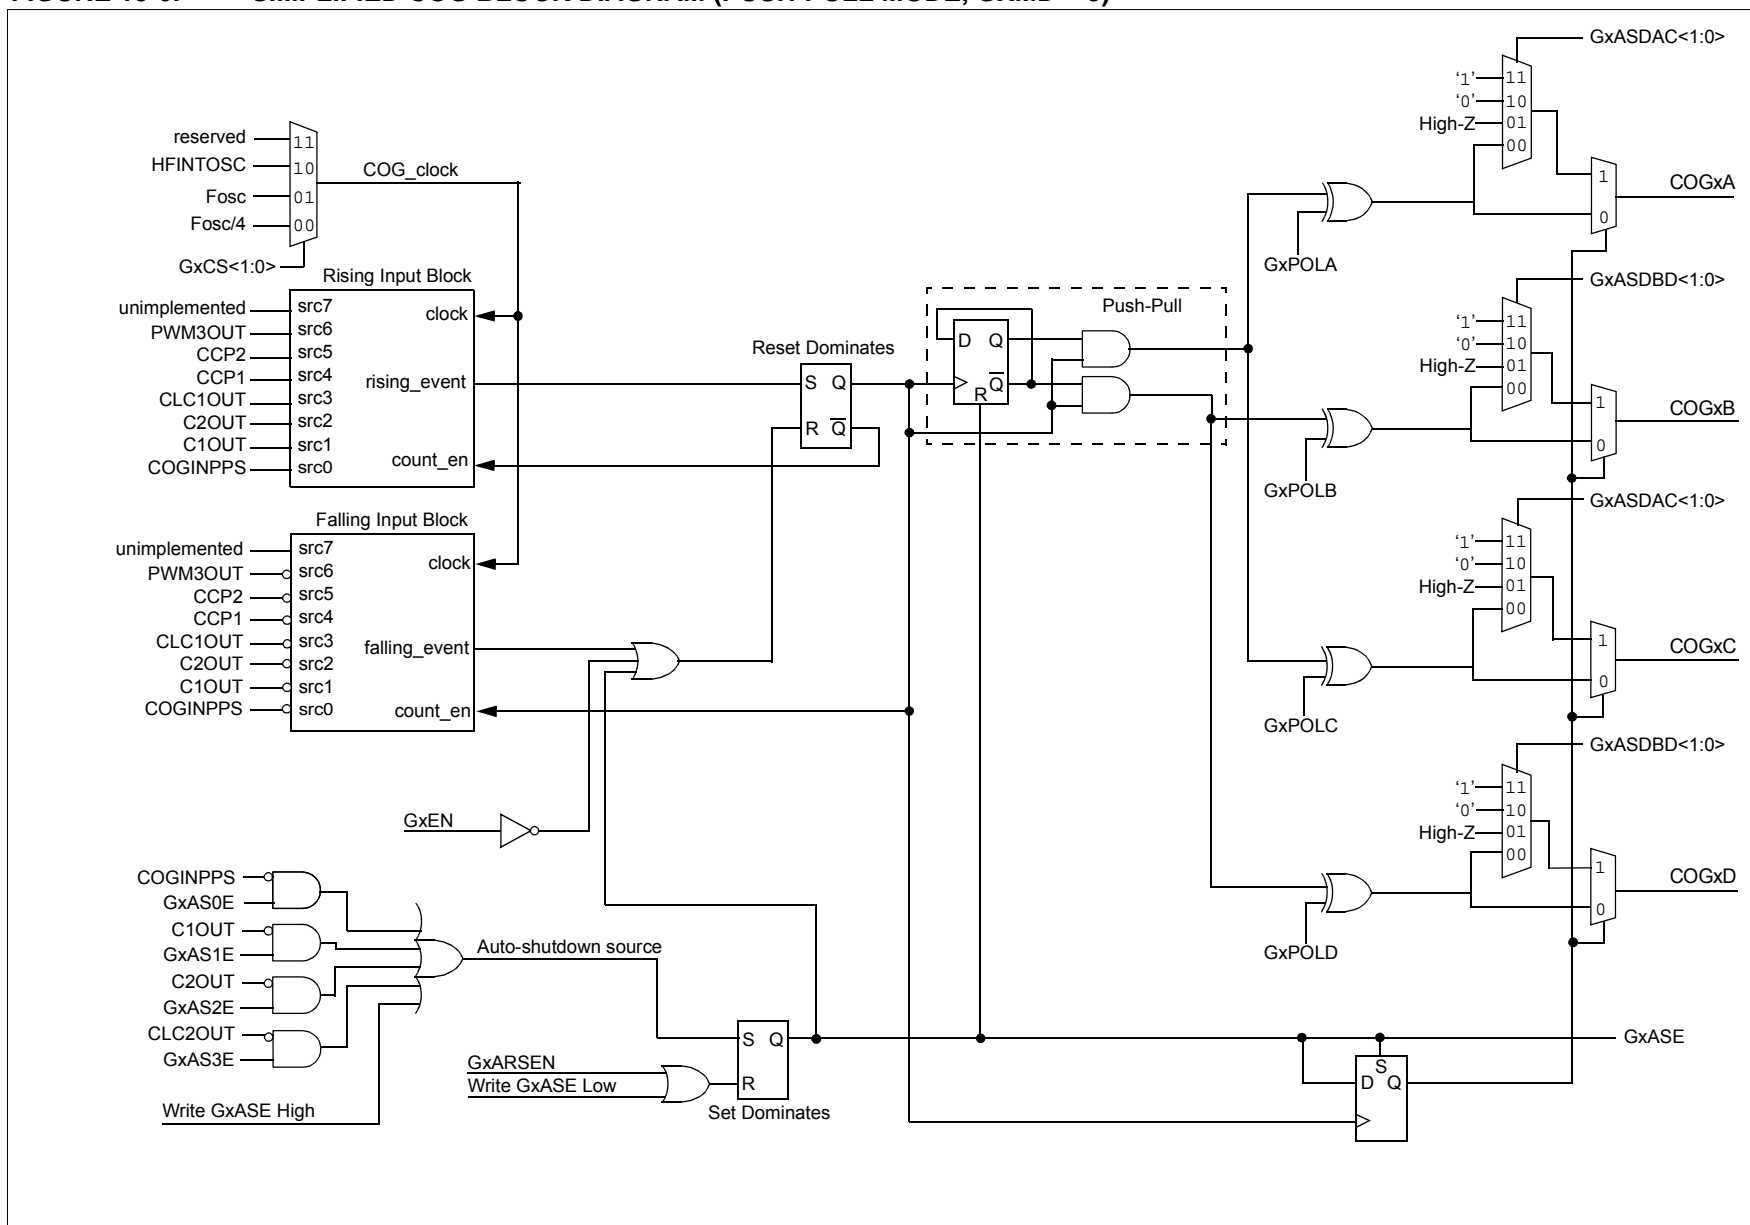 reserved
HFINTOSC
Fosc
Fosc/4
11
10
01
00
GxCS<1:0>
COG_clock
Rising Input Block
unimplemented
PWM3OUT
CCP2
CCP1
CLC1OUT
C2OUT
C1OUT
COGINPPS
src7
src6
src5
src4
src3
src2
src1
src0
clock
rising_event
count_en
Falling Input Block
unimplemented
PWM3OUT
CCP2
CCP1
CLC1OUT
C2OUT
C1OUT
COGINPPS
src7
src6
src5
src4
src3
src2
src1
src0
clock
falling_event
count_en
GxEN
COGINPPS
GxAS0E
C1OUT
GxAS1E
C2OUT
GxAS2E
CLC2OUT
GxAS3E
Write GxASE High
Auto-shutdown source
GxARSEN
Write GxASE Low
S Q
R
Set Dominates
Reset Dominates
S Q
R Q
Push-Pull
D Q
Q
R
GxPOLA
GxASDAC<1:0>
‘1’ 11
‘0’ 10
High-Z 01
00
1
0
COGxA
GxPOLB
GxASDBD<1:0>
‘1’ 11
‘0’ 10
High-Z 01
00
1
0
COGxB
GxPOLC
GxASDAC<1:0>
‘1’ 11
‘0’ 10
High-Z 01
00
1
0
COGxC
GxPOLD
GxASDBD<1:0>
‘1’ 11
‘0’ 10
High-Z 01
00
1
0
COGxD
GxASE
S
D Q